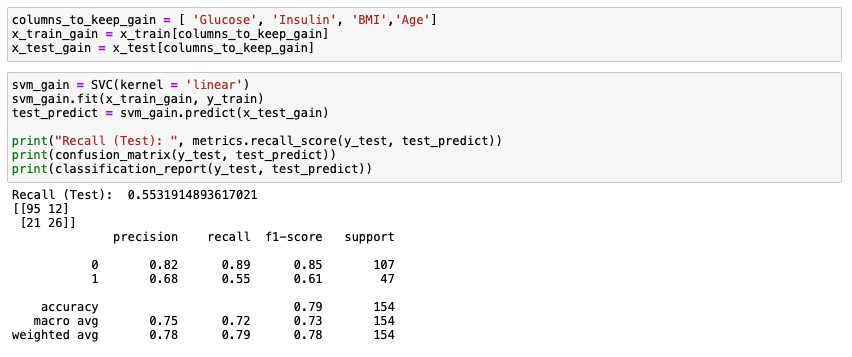 columns_to_keep_gain = [ 'Glucose', 'Insulin', 'BMI','Age']
x_train_gain = x_train[columns_to_keep_gain]
x_test_gain = x_test[columns_to_keep_gain]
svm_gain = SVC(kernel = 'linear')
svm_gain.fit(x_train_gain, y_train)
test_predict = svm_gain.predict(x_test_gain)
print("Recall (Test): ", metrics.recall_score(y_test, test_predict))
print(confusion_matrix(y_test, test_predict))
print(classification_report(y_test, test_predict))
Recall (Test):  0.5531914893617021
[[95 12]
 [21 26]]
              precision    recall  f1-score   support
           0       0.82      0.89      0.85       107
           1       0.68      0.55      0.61        47
    accuracy                           0.79       154
   macro avg       0.75      0.72      0.73       154
weighted avg       0.78      0.79      0.78       154